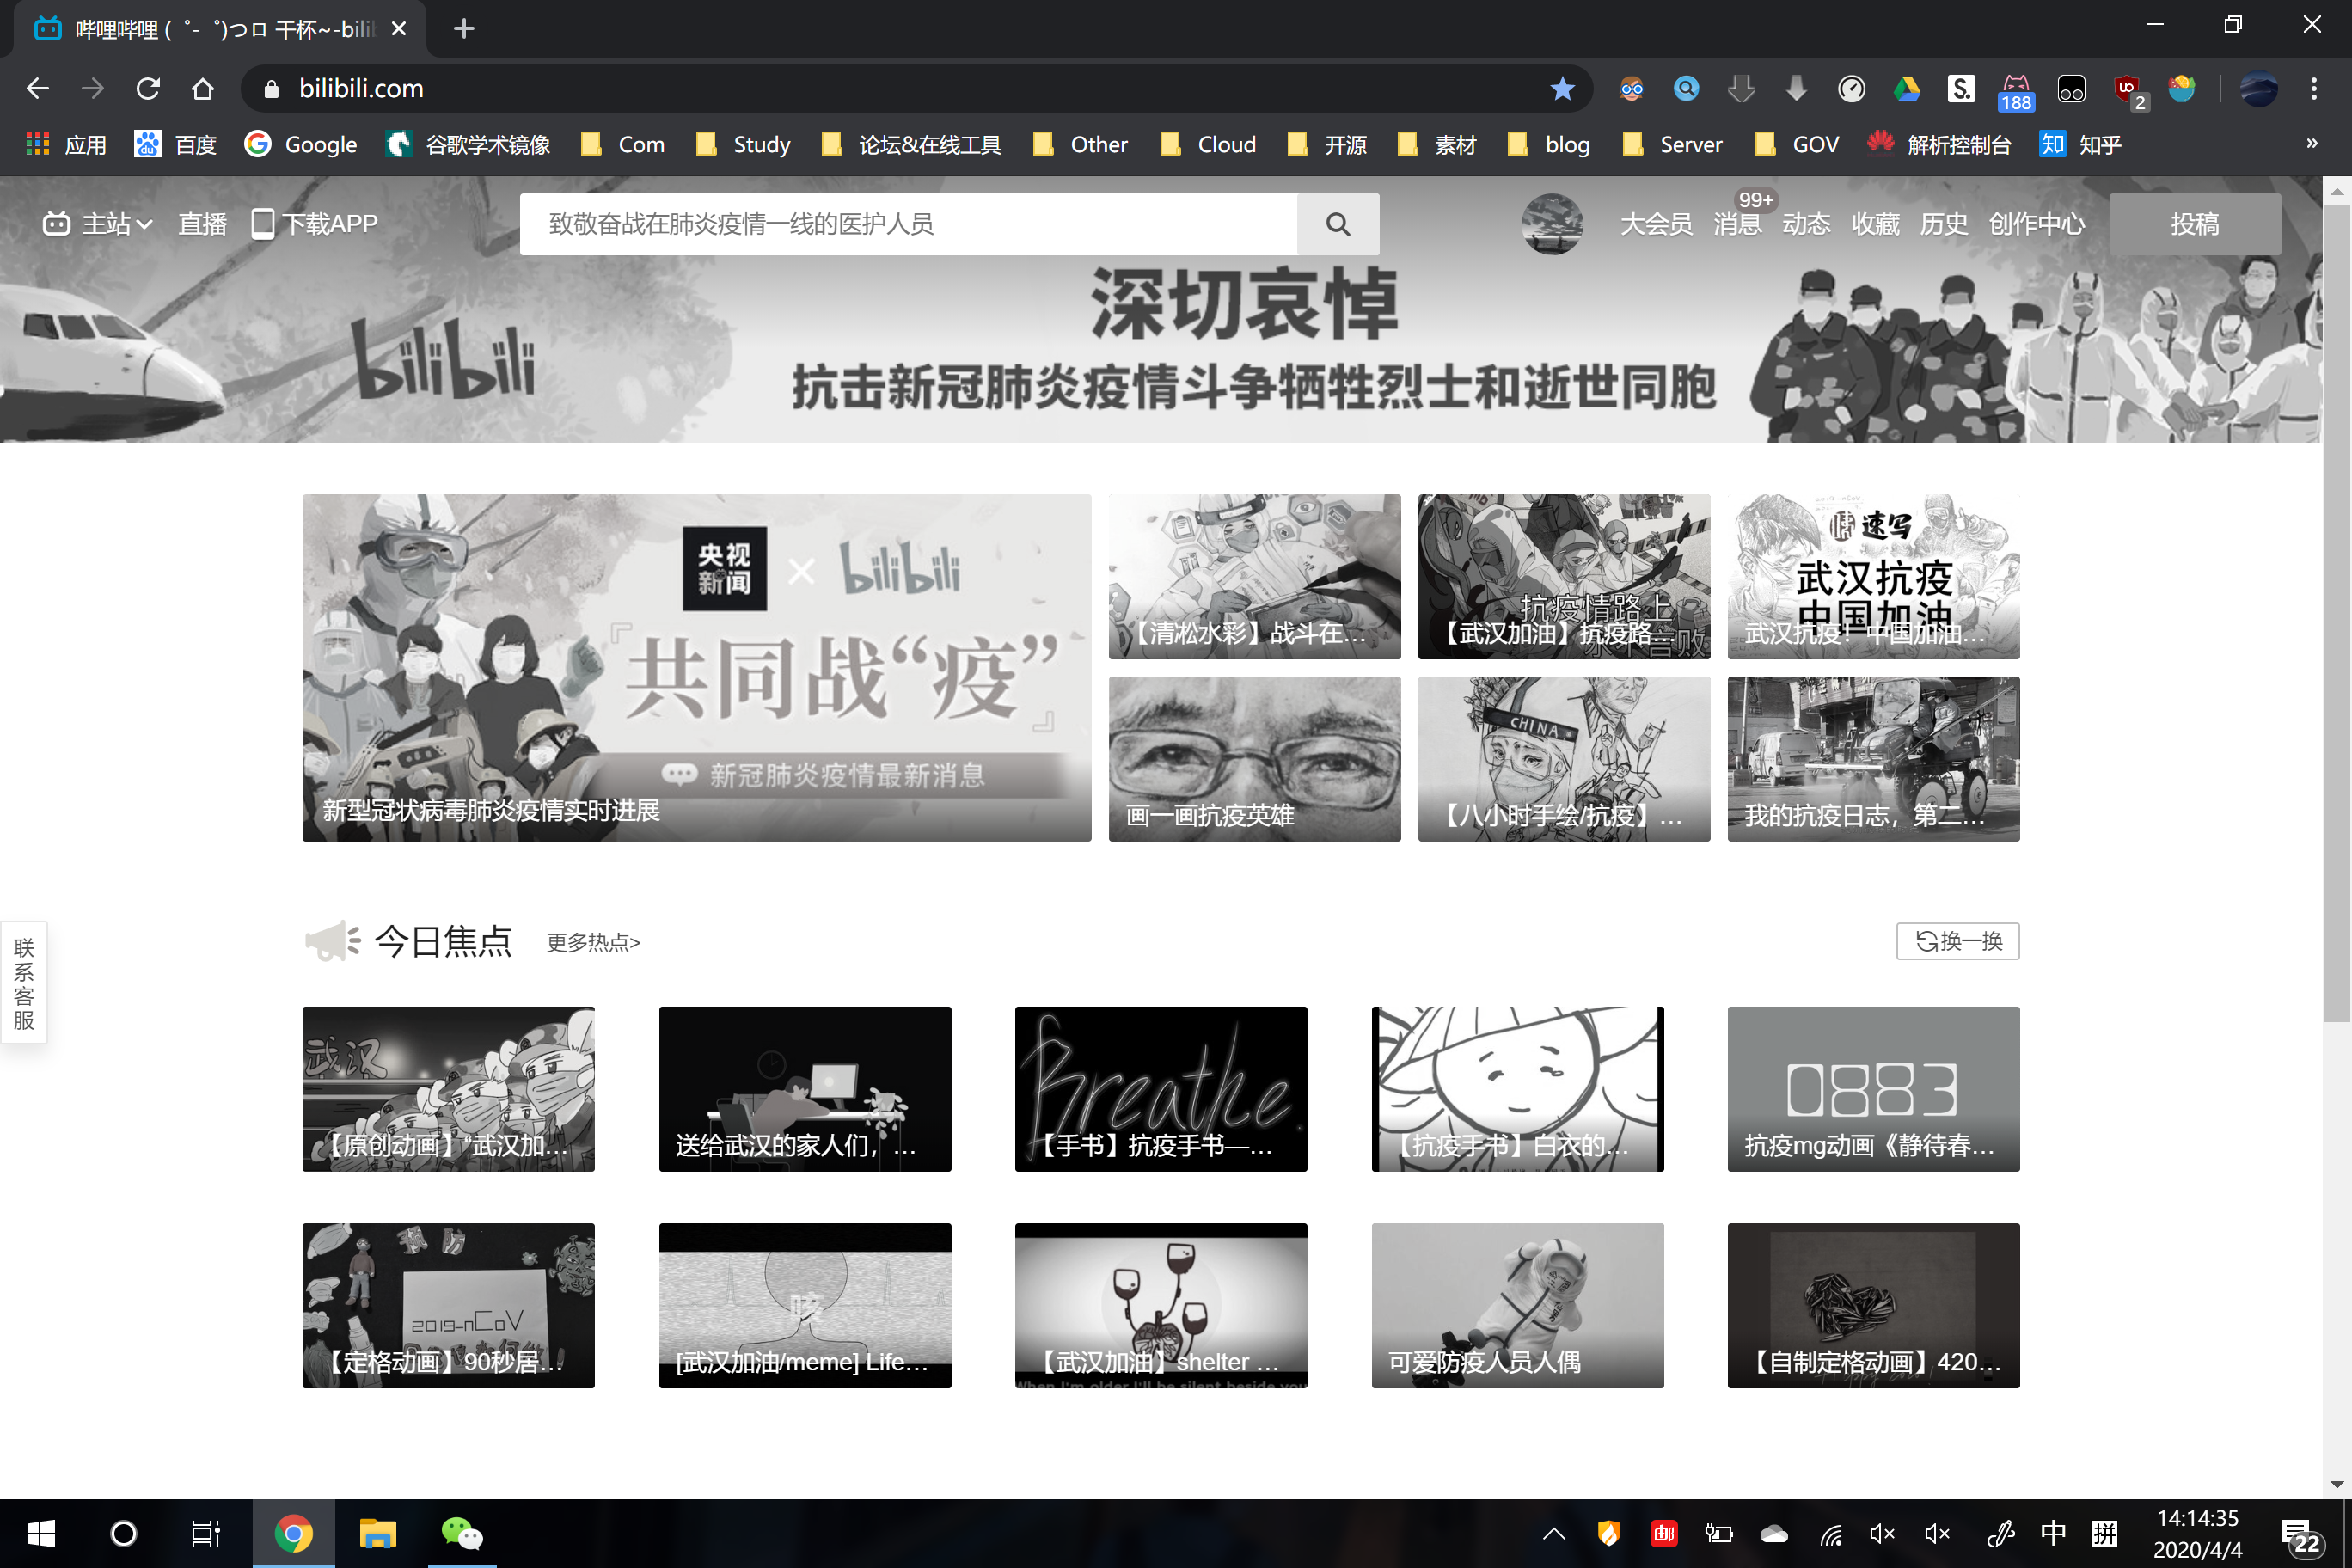 哔哩哔哩 (゜-゜)つロ 干杯~-bili
bilibili.com
188
2
应用
百度
Google
谷歌学术镜像
Com
Study
论坛&在线工具
Other
Cloud
开源
素材
blog
Server
GOV
解析控制台
知乎
»
主站
直播
下载APP
致敬奋战在肺炎疫情一线的医护人员
大会员
消息
99+
动态
收藏
历史
创作中心
投稿
深切哀悼
bilibili
抗击新冠肺炎疫情斗争牺牲烈士和逝世同胞
央视新闻
bilibili
『共同战“疫”』
新冠肺炎疫情最新消息
新型冠状病毒肺炎疫情实时进展
【清凇水彩】战斗在...
抗疫情路上
【武汉加油】抗疫路...
速写
武汉抗疫
中国加油
武汉抗疫！中国加油...
画一画抗疫英雄
CHINA
【八小时手绘/抗疫】...
我的抗疫日志，第二...
今日焦点
更多热点>
换一换
联系客服
武汉
【原创动画】“武汉加...
送给武汉的家人们，...
Breathe
【手书】抗疫手书—...
【抗疫手书】白衣的...
0883
抗疫mg动画《静待春...
预防
2019-nCoV
【定格动画】90秒居...
咳
[武汉加油/meme] Life...
【武汉加油】shelter ...
When I'm older I'll be silent beside you
可爱防疫人员人偶
【自制定格动画】420...
中
拼
14:14:35
2020/4/4
22